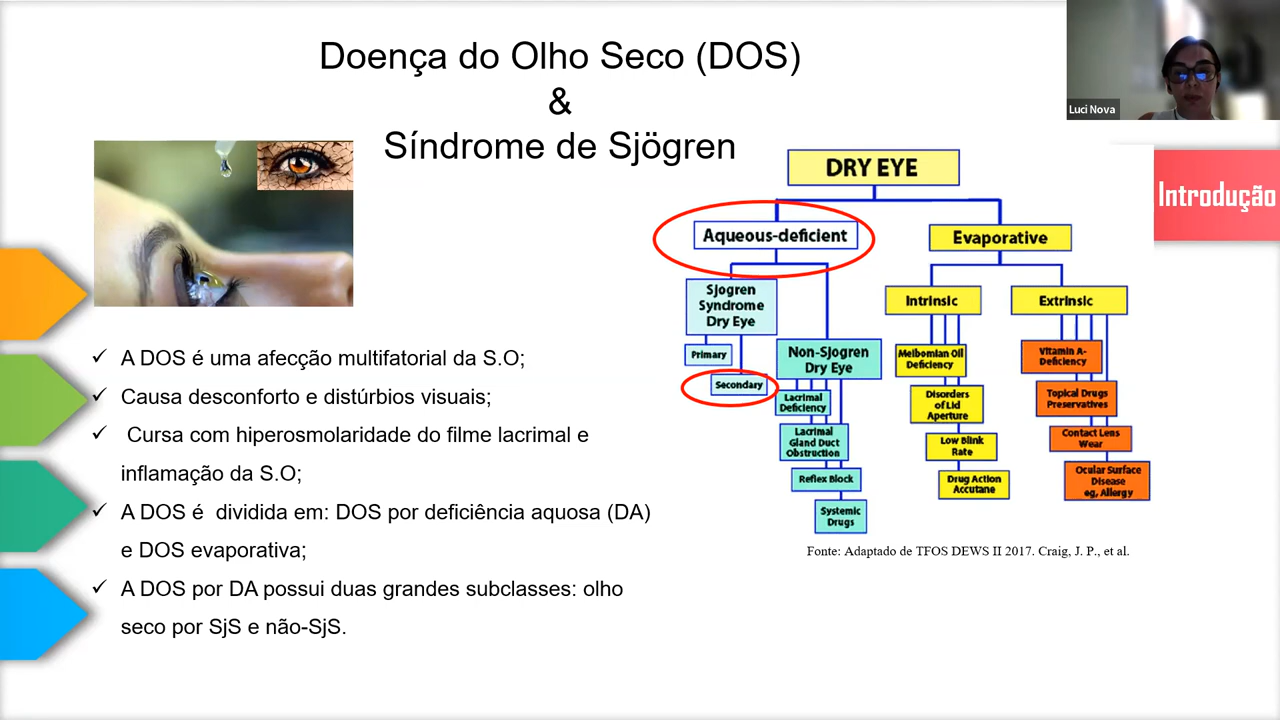 Doença do Olho Seco (DOS)
&
Síndrome de Sjögren
Luci Nova
Introdução
DRY EYE
Aqueous-deficient
Evaporative
Sjogren
Syndrome
Dry Eye
Primary
Secondary
Non-Sjogren
Dry Eye
Lacrimal
Deficiency
Lacrimal
Gland Duct
Obstruction
Reflex Block
Systemic
Drugs
Intrinsic
Meibomian Oil
Deficiency
Disorders
of Lid
Aperture
Low Blink
Rate
Drug Action
Accutane
Extrinsic
Vitamin A-
Deficiency
Topical Drugs
Preservatives
Contact Lens
Wear
Ocular Surface
Disease
eg, Allergy
Fonte: Adaptado de TFOS DEWS II 2017. Craig, J. P., et al.
✓ A DOS é uma afecção multifatorial da S.O;
✓ Causa desconforto e distúrbios visuais;
✓ Cursa com hiperosmolaridade do filme lacrimal e
inflamação da S.O;
✓ A DOS é dividida em: DOS por deficiência aquosa (DA)
e DOS evaporativa;
✓ A DOS por DA possui duas grandes subclasses: olho
seco por SjS e não-SjS.